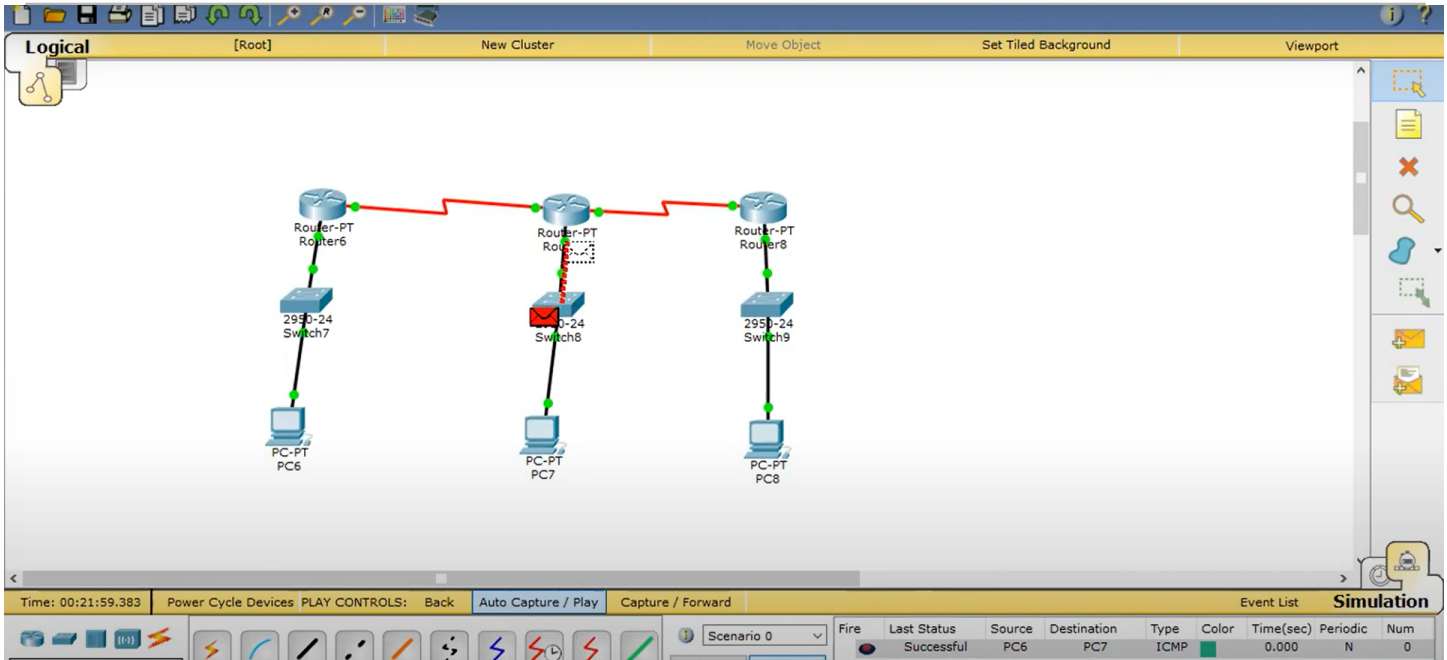 Logical [Root] New Cluster Move Object Set Tiled Background Viewport
Router-PT
Router6
Router-PT
Router-PT
Router8
2950-24
Switch7
Switch8
2950-24
Switch9
PC-PT
PC6
PC-PT
PC7
PC-PT
PC8
Time: 00:21:59.383 Power Cycle Devices PLAY CONTROLS: Back Auto Capture / Play Capture / Forward Event List Simulation
Scenario 0
Fire Last Status Source Destination Type Color Time(sec) Periodic Num
Successful PC6 PC7 ICMP 0.000 N 0